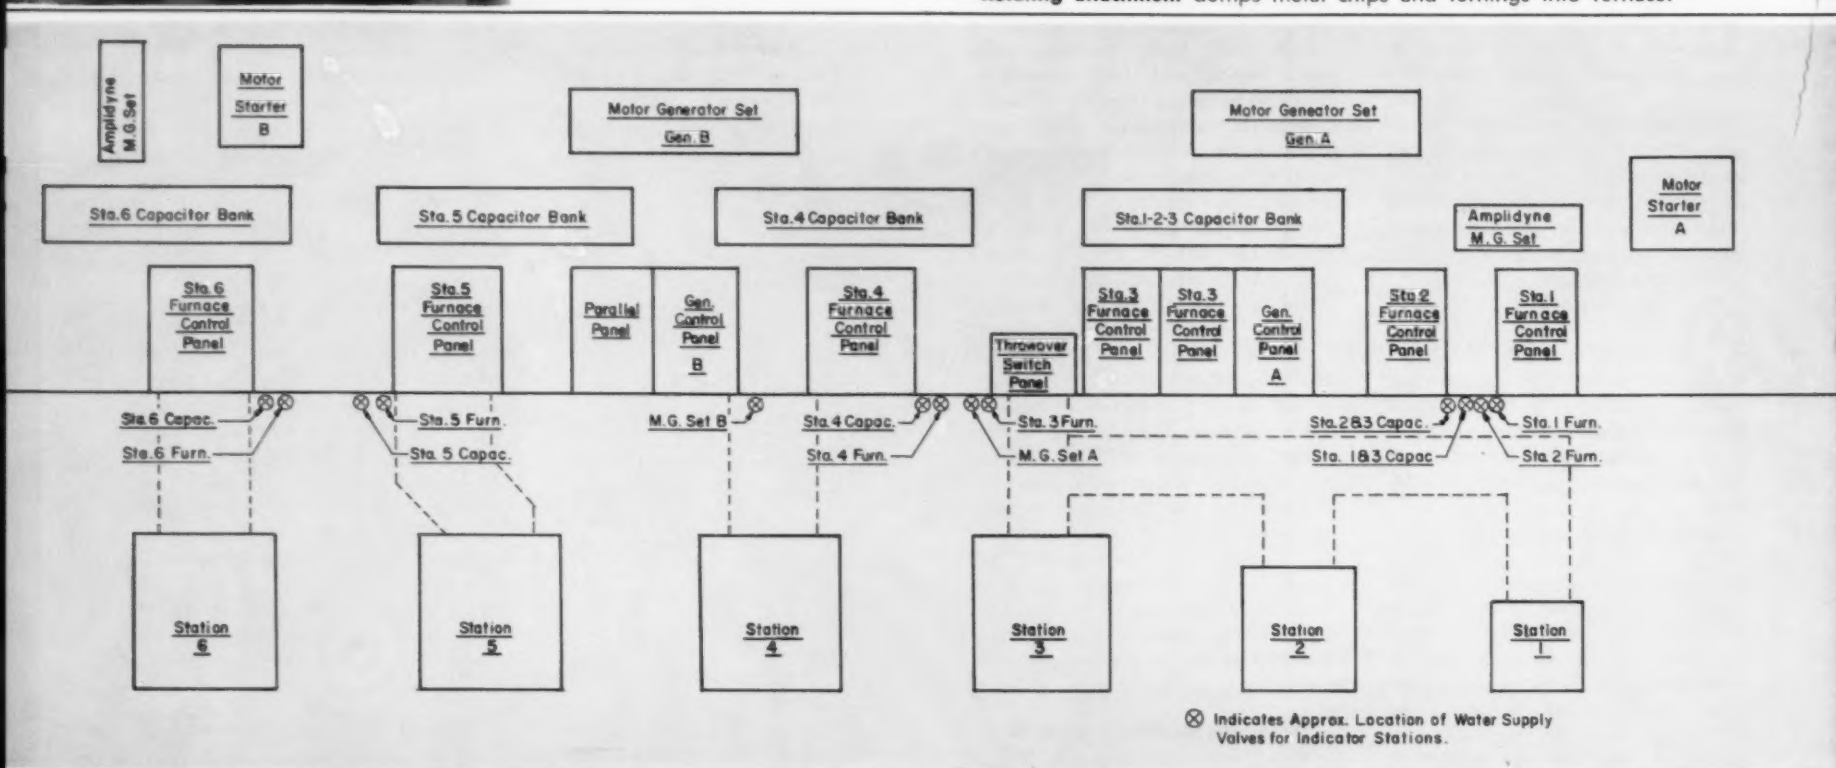 dumps metal chips and
Amplidyne
M.G. Set
Motor
Starter
B
Motor Generator Set
Gen. B
Motor Geneator Set
Gen. A
Motor
Starter
A
Sta. 6 Capacitor Bank
Sta. 5 Capacitor Bank
Sta. 4 Capacitor Bank
Sta. 1-2-3 Capacitor Bank
Amplidyne
M. G. Set
Sta. 6
Furnace
Control
Panel
Sta. 5
Furnace
Control
Panel
Parallel
Panel
Gen.
Control
Panel
B
Sta. 4
Furnace
Control
Panel
Throwover
Switch
Panel
Sta. 3
Furnace
Control
Panel
Sta. 3
Furnace
Control
Panel
Gen.
Control
Panel
A
Sta 2
Furnace
Control
Panel
Sta. 1
Furnace
Control
Panel
Sta. 6 Capac.
Sta. 6 Furn.
Sta. 5 Furn.
Sta. 5 Capac.
M.G. Set B
Sta. 4 Capac.
Sta. 4 Furn.
Sta. 3 Furn.
M.G. Set A
Sta. 2&3 Capac.
Sta. 1&3 Capac
Sta. 1 Furn.
Sta. 2 Furn.
Station
6
Station
5
Station
4
Station
3
Station
2
Station
1
Indicates Approx. Location of Water Supply
Valves for Indicator Stations.